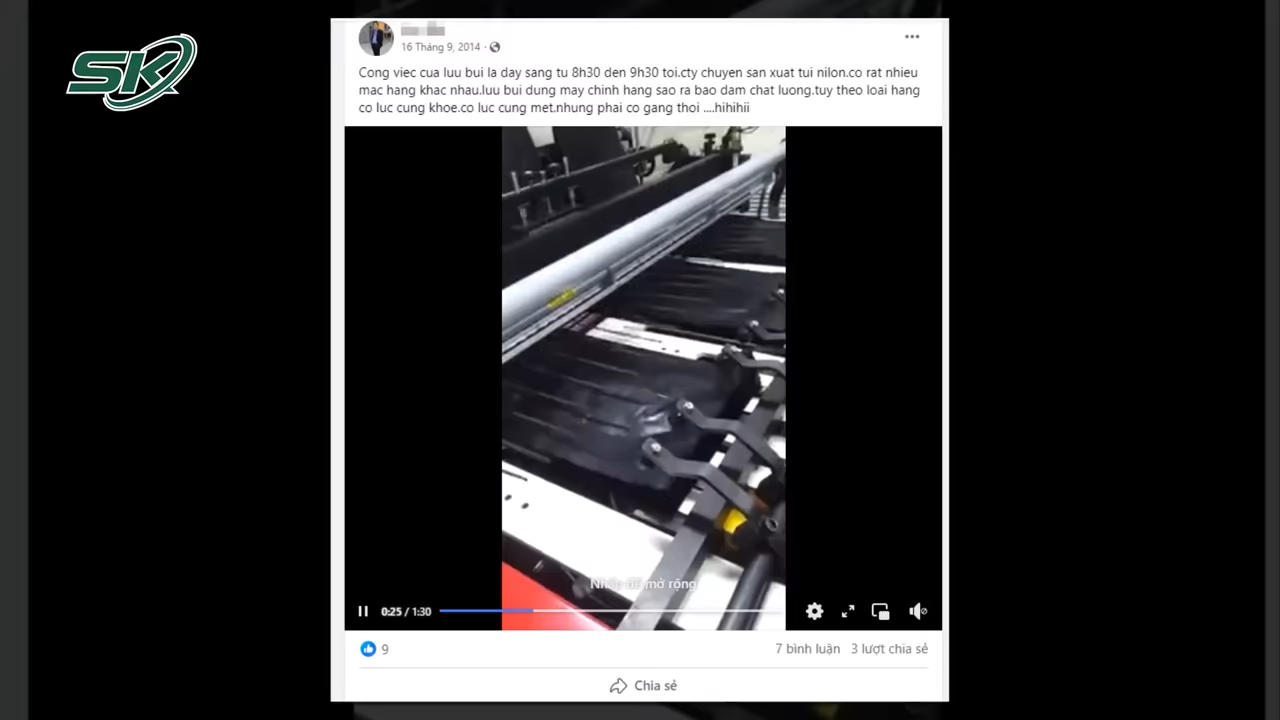 SK
16 Tháng 9, 2014
Cong viec cua luu bui la day sang tu 8h30 den 9h30 toi.cty chuyen san xuat tui nilon.co rat nhieu
mac hang khac nhau.luu bui dung may chinh hang sao ra bao dam chat luong.tuy theo loai hang
co luc cung khoe.co luc cung met.nhung phai co gang thoi ....hihihii
mở rộng
0:25 / 1:30
9
7 bình luận 3 lượt chia sẻ
Chia sẻ